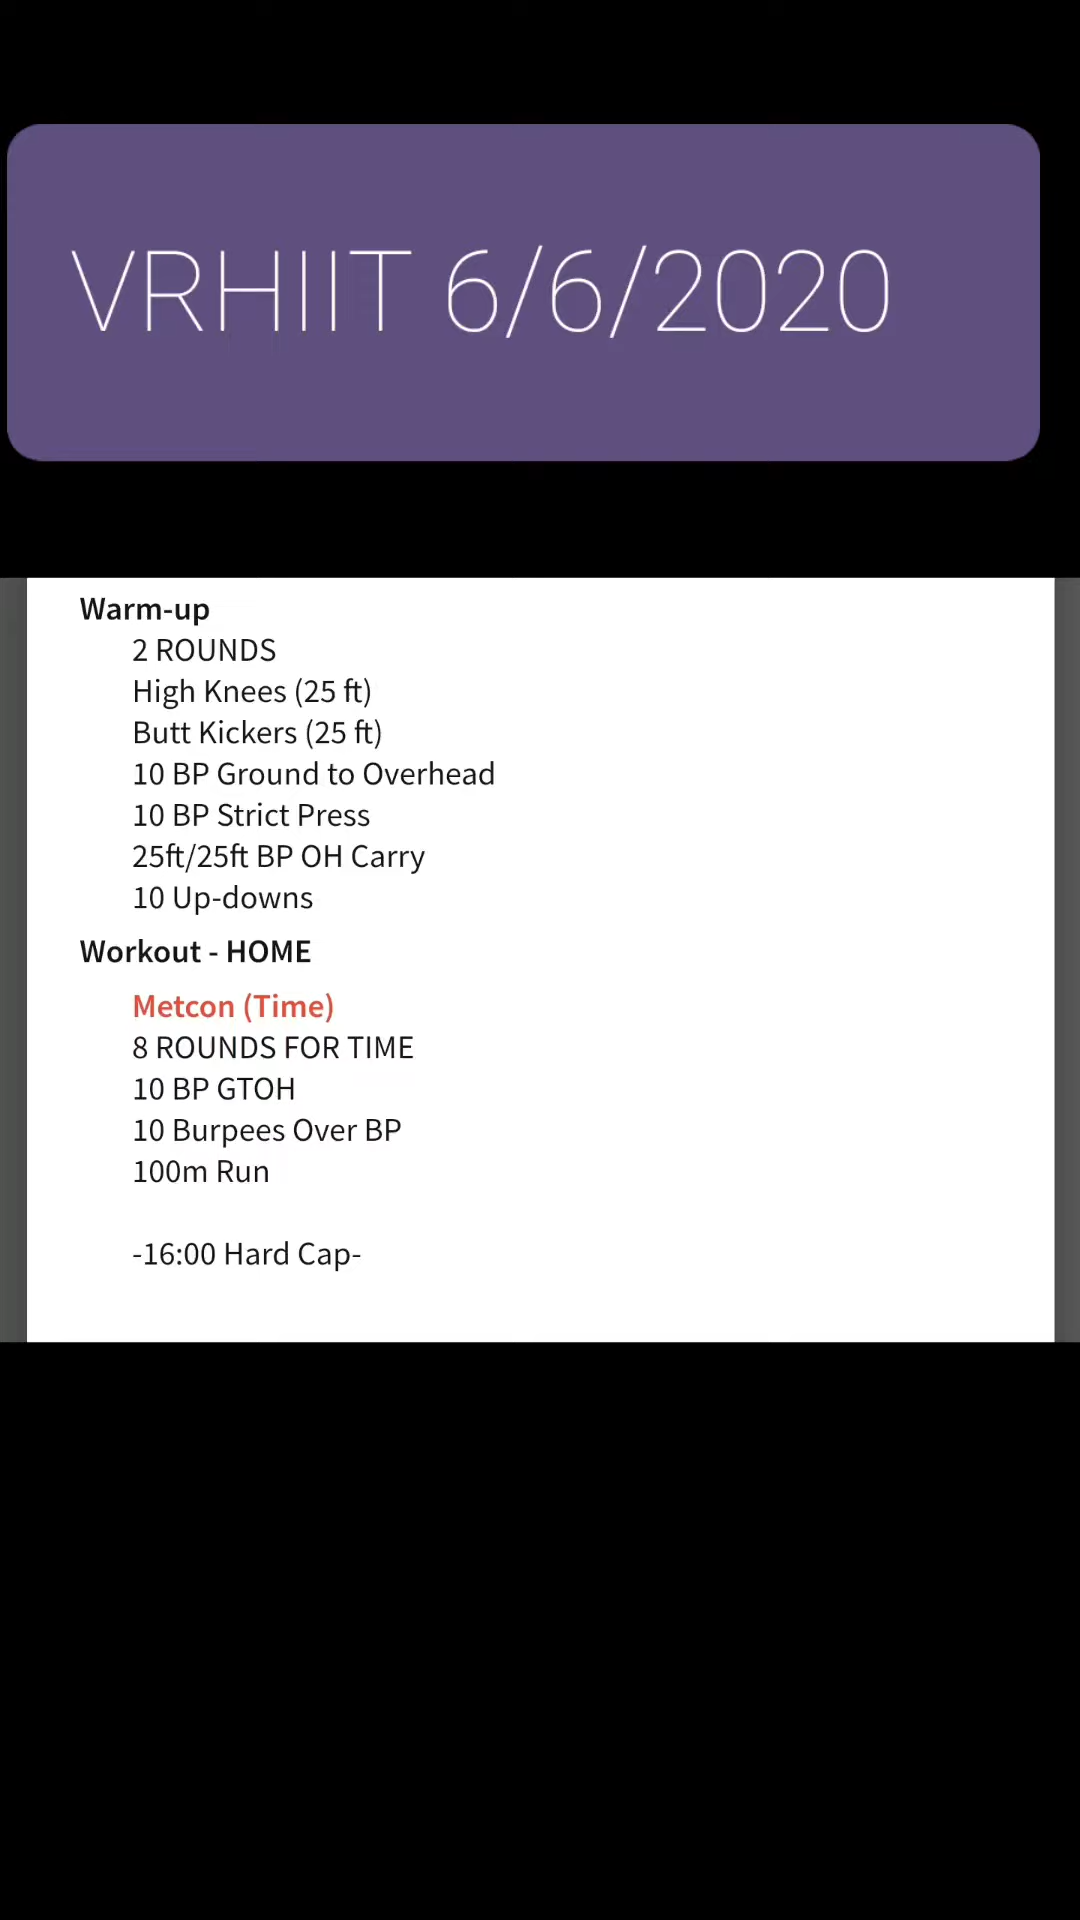 VRHIIT 6/6/2020
Warm-up
2 ROUNDS
High Knees (25 ft)
Butt Kickers (25 ft)
10 BP Ground to Overhead
10 BP Strict Press
25ft/25ft BP OH Carry
10 Up-downs
Workout - HOME
Metcon (Time)
8 ROUNDS FOR TIME
10 BP GTOH
10 Burpees Over BP
100m Run
-16:00 Hard Cap-